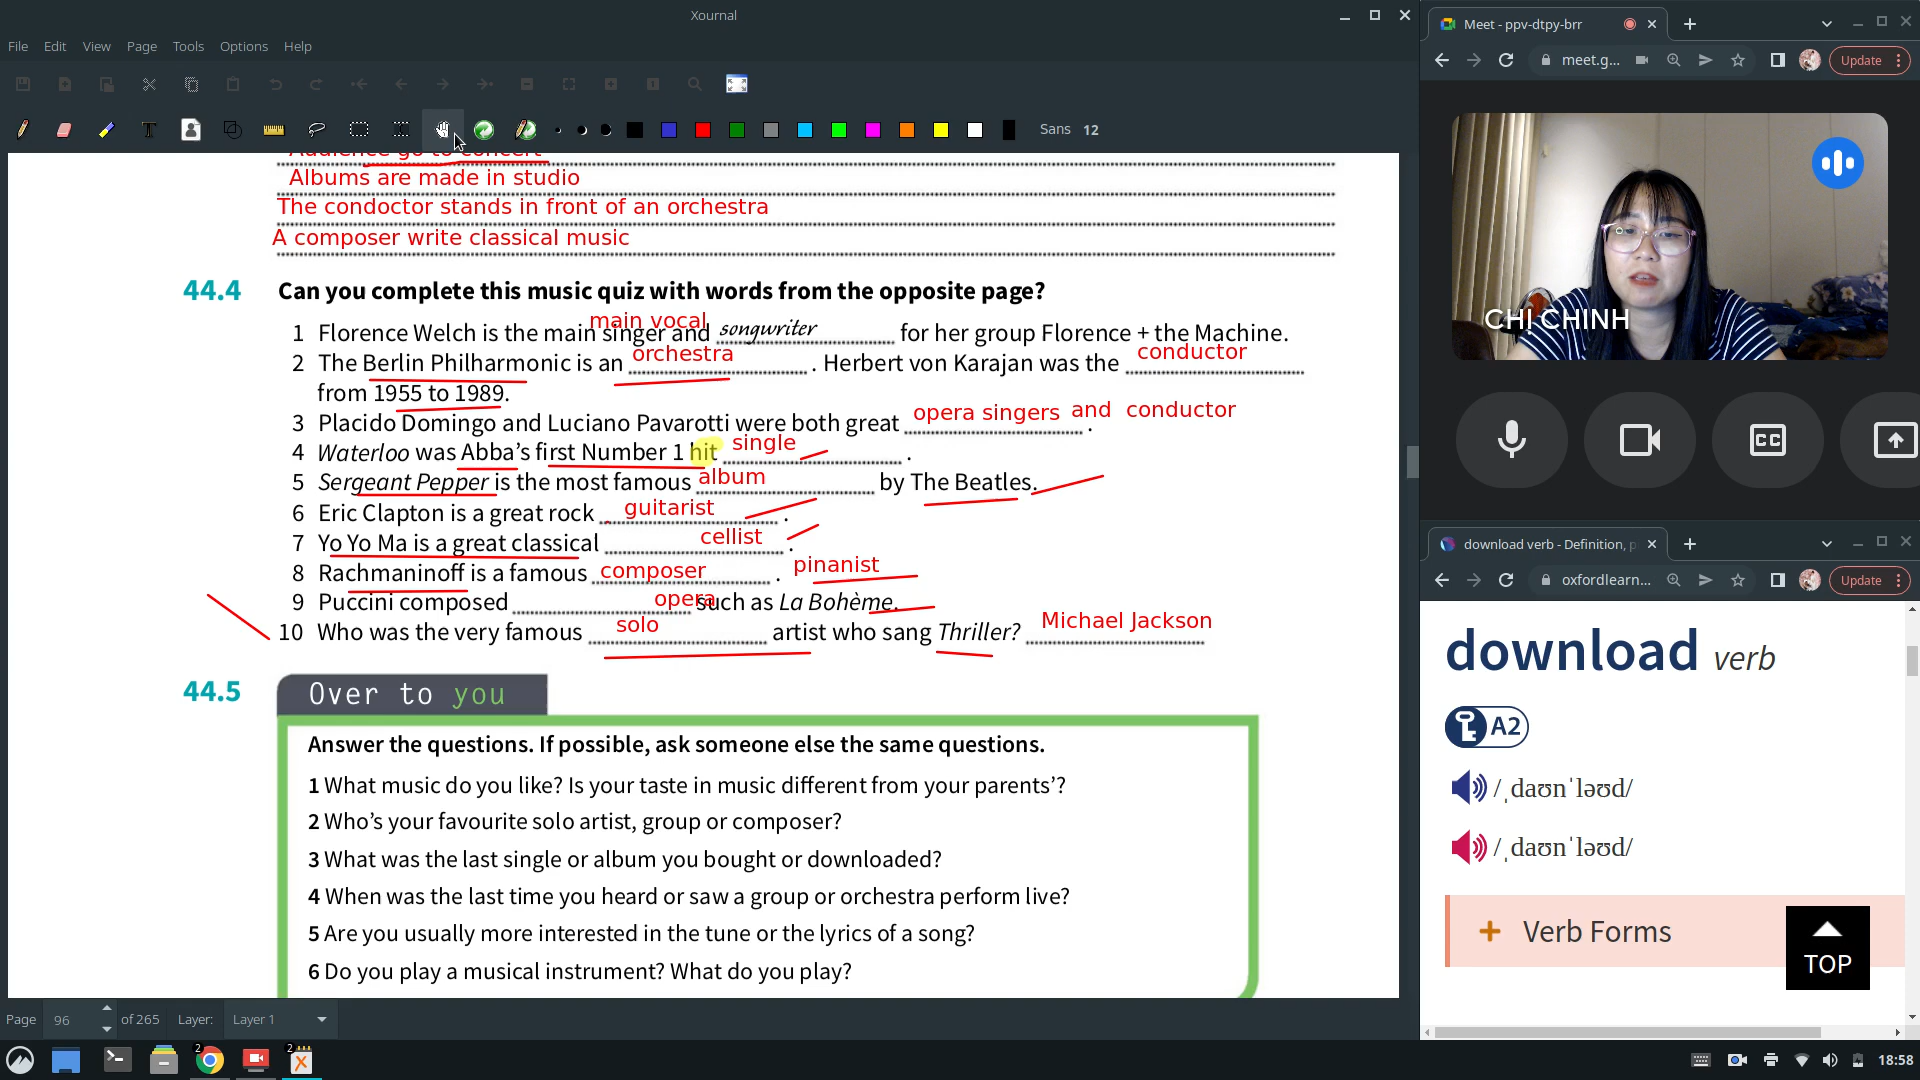 Xournal
File Edit View Page Tools Options Help
Sans 12
Audience go to concert
Albums are made in studio
The condoctor stands in front of an orchestra
A composer write classical music
44.4 Can you complete this music quiz with words from the opposite page?
main vocal
1 Florence Welch is the main singer and songwriter for her group Florence + the Machine.
2 The Berlin Philharmonic is an orchestra . Herbert von Karajan was the conductor
from 1955 to 1989.
3 Placido Domingo and Luciano Pavarotti were both great opera singers and conductor .
4 Waterloo was Abba's first Number 1 hit single .
5 Sergeant Pepper is the most famous album by The Beatles.
6 Eric Clapton is a great rock guitarist .
7 Yo Yo Ma is a great classical cellist .
8 Rachmaninoff is a famous composer . pinanist
9 Puccini composed opera such as La Bohème.
10 Who was the very famous solo artist who sang Thriller? Michael Jackson
44.5 Over to you
Answer the questions. If possible, ask someone else the same questions.
1 What music do you like? Is your taste in music different from your parents'?
2 Who's your favourite solo artist, group or composer?
3 What was the last single or album you bought or downloaded?
4 When was the last time you heard or saw a group or orchestra perform live?
5 Are you usually more interested in the tune or the lyrics of a song?
6 Do you play a musical instrument? What do you play?
Page 96 of 265 Layer: Layer 1
Meet - ppv-dtpy-brr
meet.g... Update
CHỊ CHINH
CC
download verb - Definition, p
oxfordlearn... Update
download verb
A2
/ˌdaʊnˈləʊd/
/ˌdaʊnˈləʊd/
+ Verb Forms
TOP
2 2
18:58